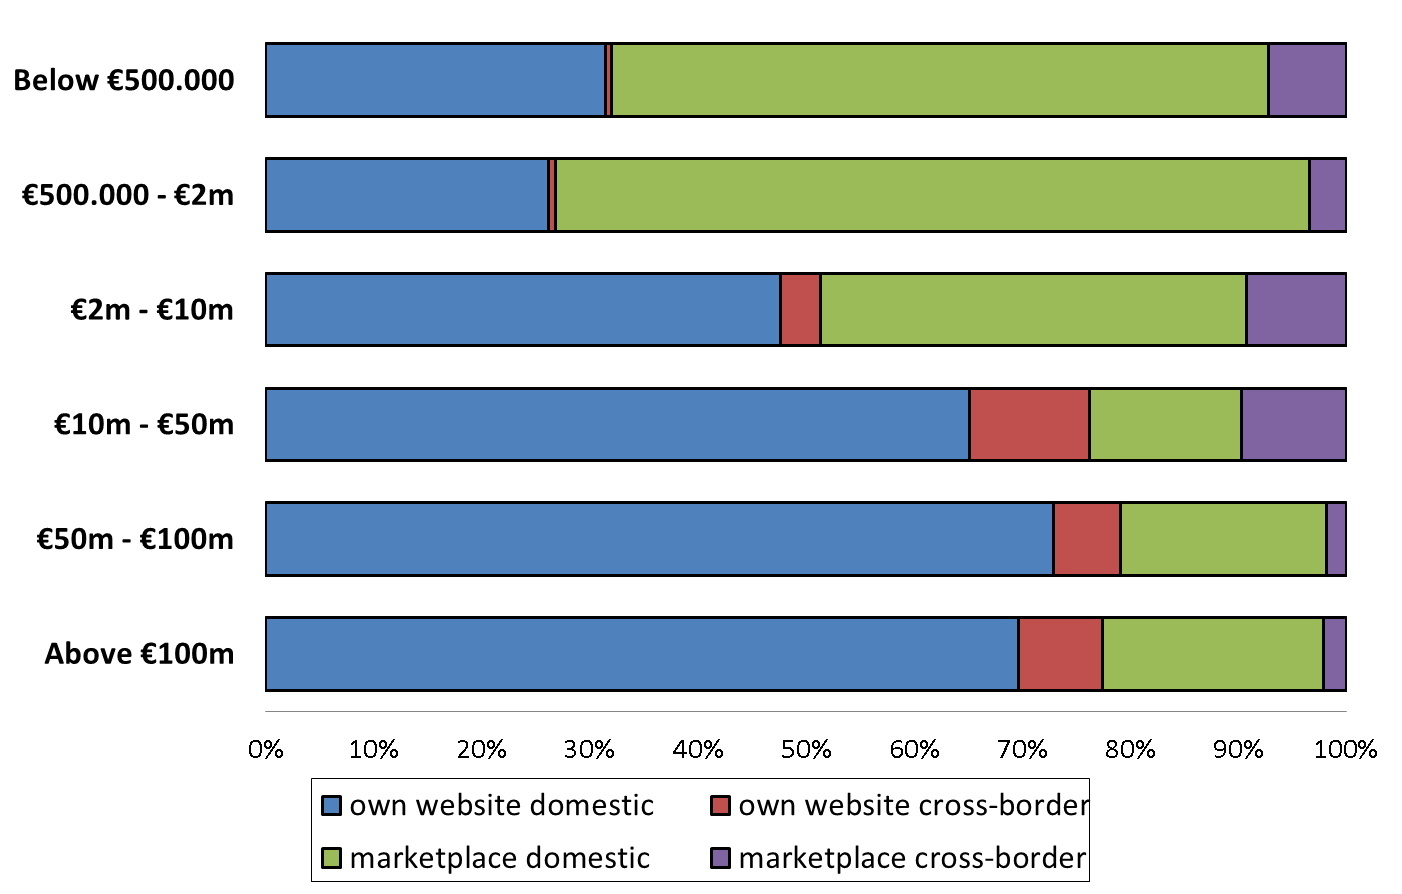 Below €500.000
€500.000 - €2m
€2m - €10m
€10m - €50m
€50m - €100m
Above €100m
0% 10% 20% 30% 40% 50% 60% 70% 80% 90% 100%
own website domestic own website cross-border
marketplace domestic marketplace cross-border